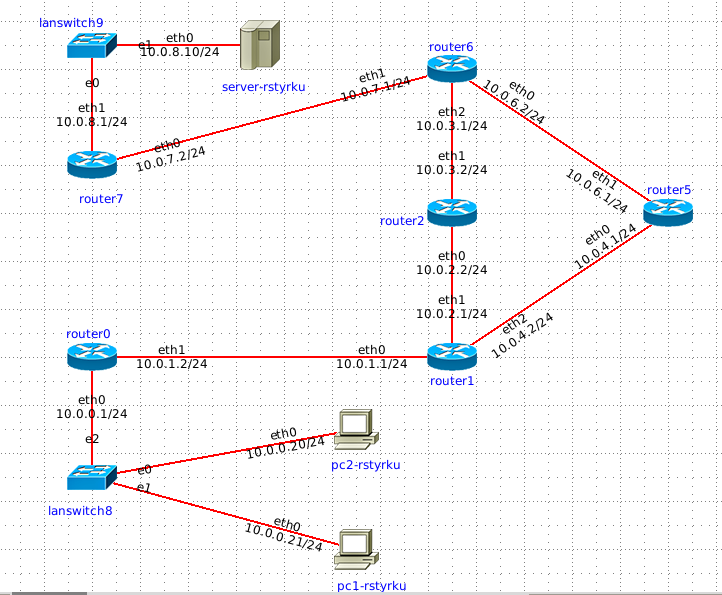 lanswitch9
e1
eth0
10.0.8.10/24
server-rstyrku
e0
eth1
10.0.8.1/24
router7
eth0
10.0.7.2/24
eth1
10.0.7.1/24
router6
eth0
10.0.6.2/24
eth2
10.0.3.1/24
eth1
10.0.3.2/24
router2
eth1
10.0.6.1/24
router5
eth0
10.0.4.1/24
eth0
10.0.2.2/24
eth1
10.0.2.1/24
eth2
10.0.4.2/24
router0
eth1
10.0.1.2/24
eth0
10.0.1.1/24
router1
eth0
10.0.0.1/24
e2
e0
eth0
10.0.0.20/24
pc2-rstyrku
e1
lanswitch8
eth0
10.0.0.21/24
pc1-rstyrku